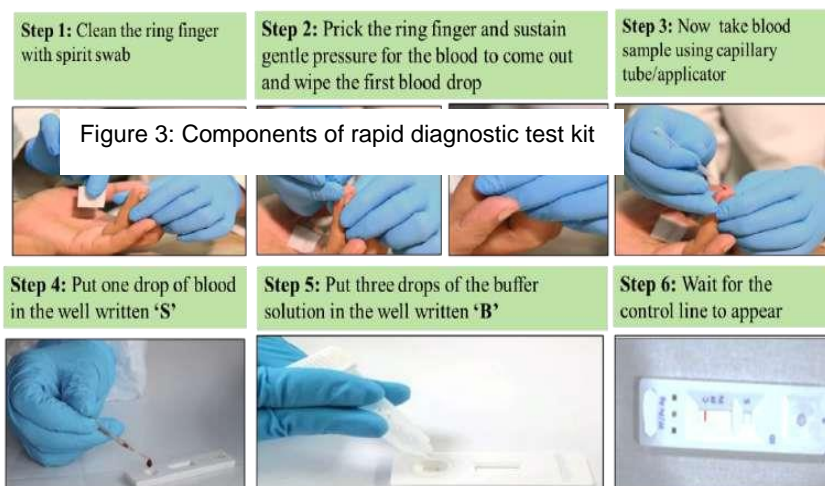 Step 1: Clean the ring finger
with spirit swab
Step 2: Prick the ring finger and sustain
gentle pressure for the blood to come out
and wipe the first blood drop
Step 3: Now take blood
sample using capillary
tube/applicator
Figure 3: Components of rapid diagnostic test kit
Step 4: Put one drop of blood
in the well written ‘S’
Step 5: Put three drops of the buffer
solution in the well written ‘B’
Step 6: Wait for the
control line to appear